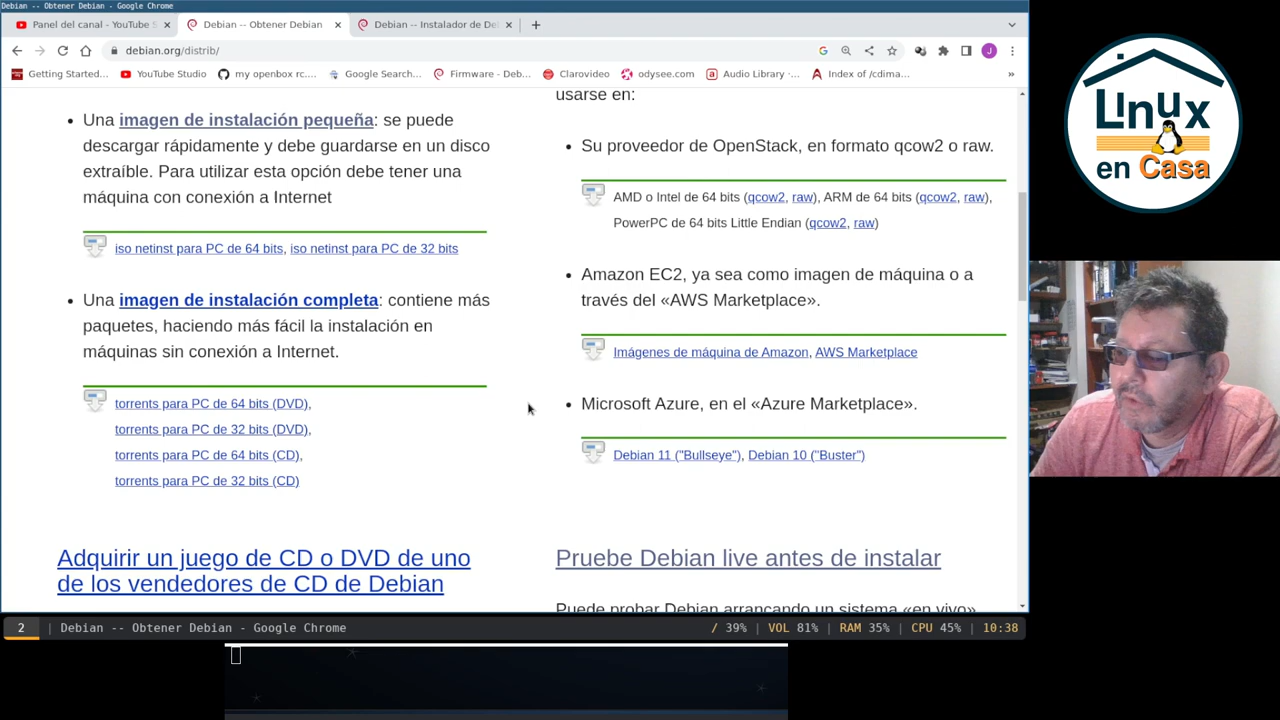 Debian -- Obtener Debian - Google Chrome
Panel del canal - YouTube S
Debian -- Obtener Debian
Debian -- Instalador de De
debian.org/distrib/
J
Getting Started...
YouTube Studio
my openbox rc....
Google Search...
Firmware - Deb...
Clarovideo
odysee.com
Audio Library -...
Index of /cdima...
»
Una imagen de instalación pequeña: se puede
descargar rápidamente y debe guardarse en un disco
extraíble. Para utilizar esta opción debe tener una
máquina con conexión a Internet
iso netinst para PC de 64 bits, iso netinst para PC de 32 bits
Una imagen de instalación completa: contiene más
paquetes, haciendo más fácil la instalación en
máquinas sin conexión a Internet.
torrents para PC de 64 bits (DVD),
torrents para PC de 32 bits (DVD),
torrents para PC de 64 bits (CD),
torrents para PC de 32 bits (CD)
Adquirir un juego de CD o DVD de uno
de los vendedores de CD de Debian
usarse en:
Su proveedor de OpenStack, en formato qcow2 o raw.
AMD o Intel de 64 bits (qcow2, raw), ARM de 64 bits (qcow2, raw),
PowerPC de 64 bits Little Endian (qcow2, raw)
Amazon EC2, ya sea como imagen de máquina o a
través del «AWS Marketplace».
Imágenes de máquina de Amazon, AWS Marketplace
Microsoft Azure, en el «Azure Marketplace».
Debian 11 ("Bullseye"), Debian 10 ("Buster")
Pruebe Debian live antes de instalar
Puede probar Debian arrancando un sistema «en vivo»
Linux
en Casa
2 | Debian -- Obtener Debian - Google Chrome
/ 39% | VOL 81% | RAM 35% | CPU 45% | 10:38